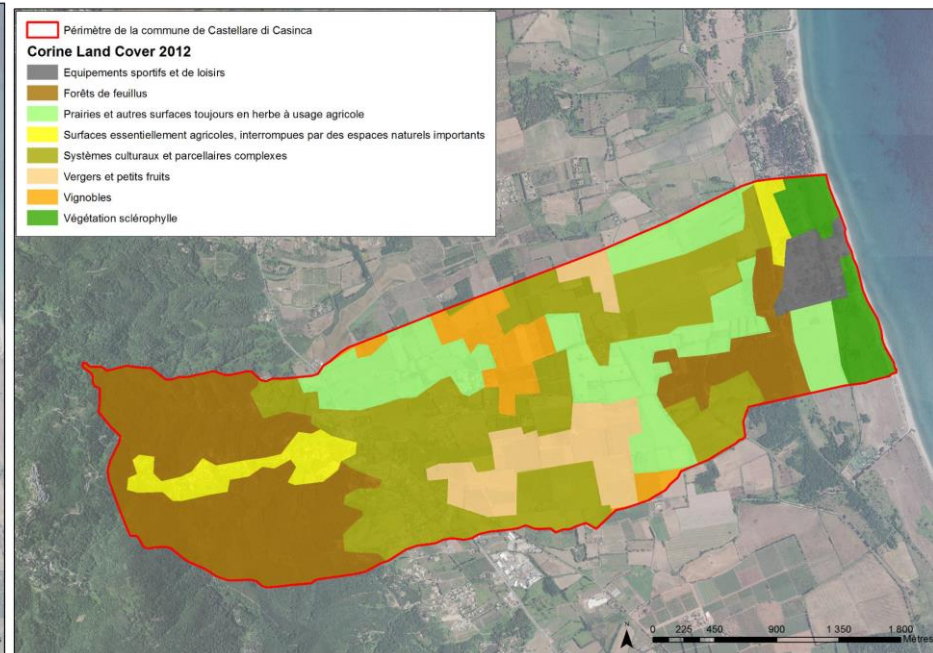 Périmètre de la commune de Castellare di Casinca
Corine Land Cover 2012
Equipements sportifs et de loisirs
Forêts de feuillus
Prairies et autres surfaces toujours en herbe à usage agricole
Surfaces essentiellement agricoles, interrompues par des espaces naturels importants
Systèmes culturaux et parcellaires complexes
Vergers et petits fruits
Vignobles
Végétation sclérophylle
N
0 225 450 900 1 350 1 800
Mètres
s